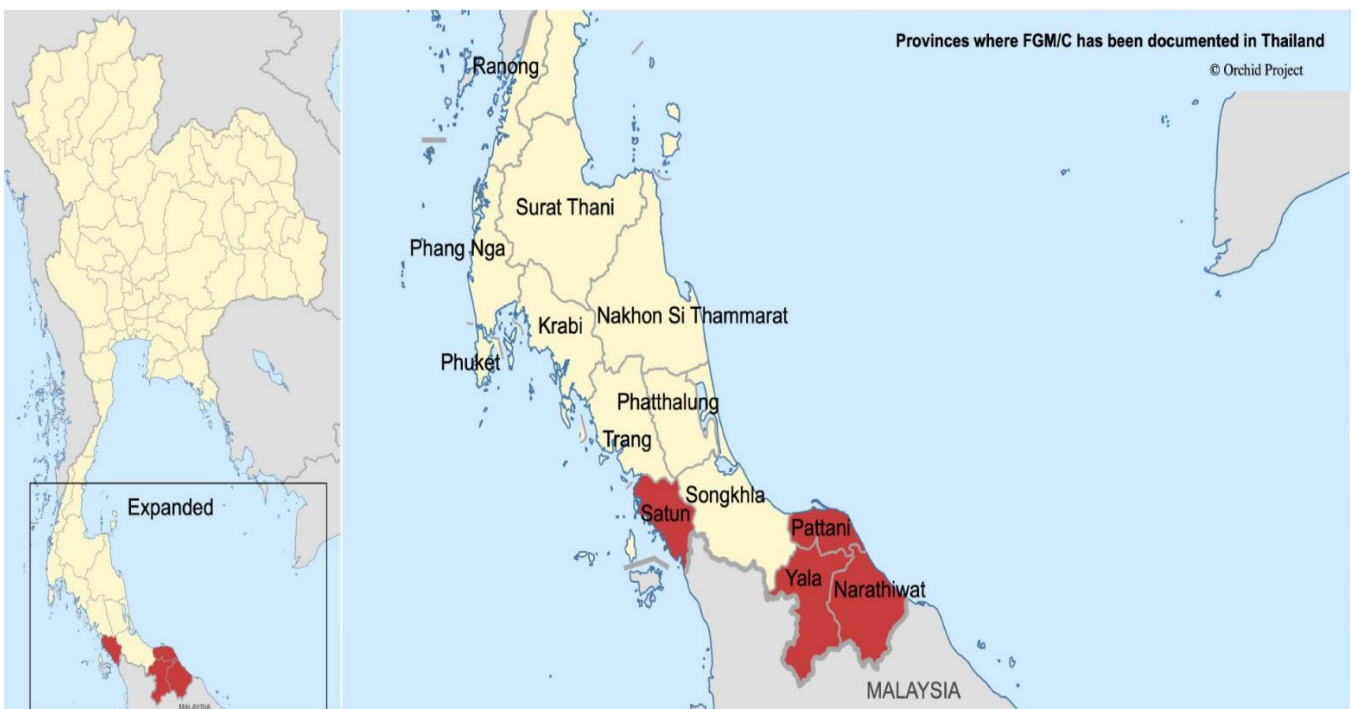 Provinces where FGM/C has been documented in Thailand
© Orchid Project
Ranong
Surat Thani
Phang Nga
Krabi
Nakhon Si Thammarat
Phuket
Phatthalung
Trang
Songkhla
Satun
Pattani
Yala
Narathiwat
MALAYSIA
Expanded
MALAYSIA